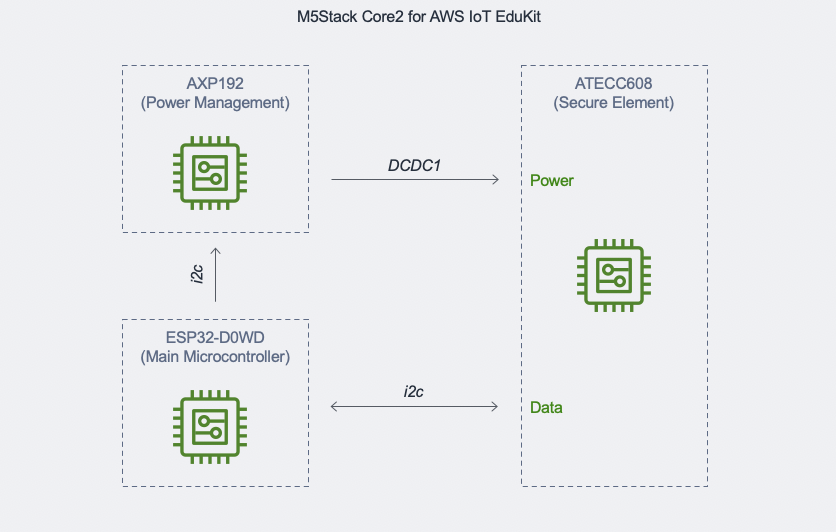 M5Stack Core2 for AWS IoT EduKit
AXP192
(Power Management)
DCDC1
ATECC608
(Secure Element)
Power
i2c
ESP32-D0WD
(Main Microcontroller)
i2c
Data